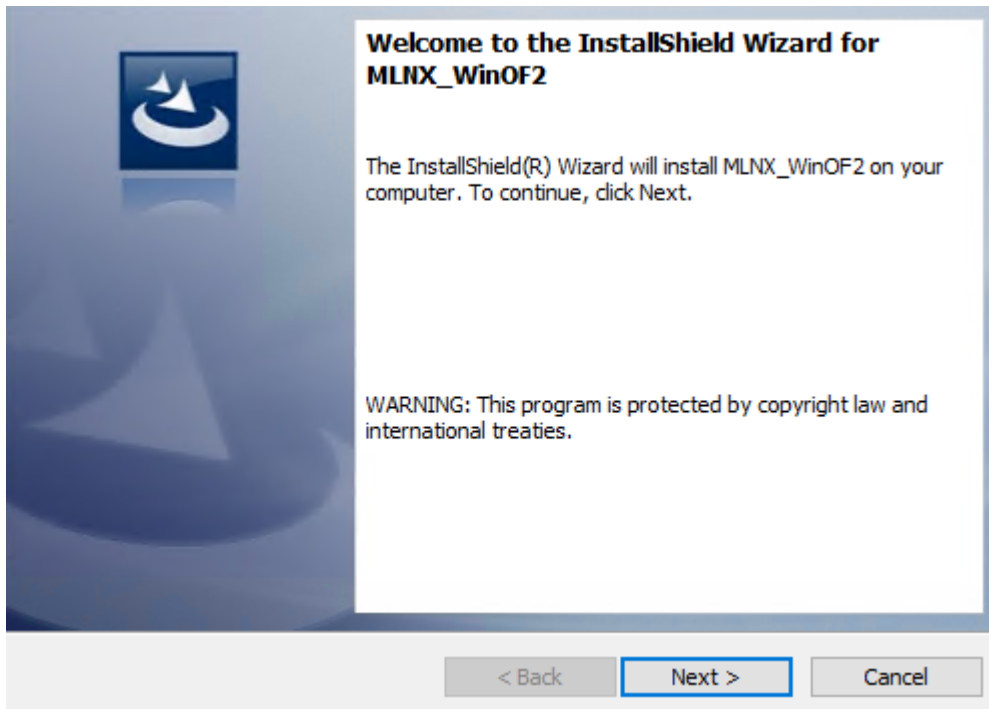 Welcome to the InstallShield Wizard for
MLNX_WinOF2
The InstallShield(R) Wizard will install MLNX_WinOF2 on your
computer. To continue, click Next.
WARNING: This program is protected by copyright law and
international treaties.
< Back
Next >
Cancel